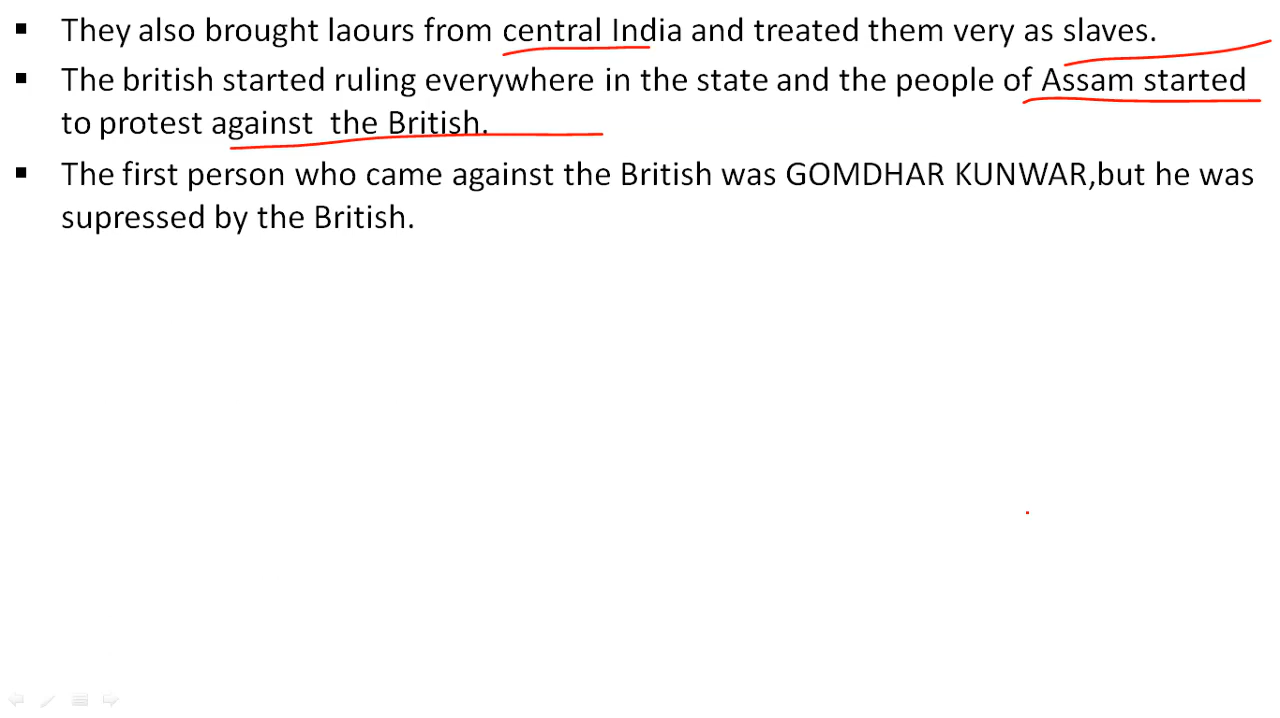 ▪ They also brought laours from central India and treated them very as slaves.
▪ The british started ruling everywhere in the state and the people of Assam started
to protest against the British.
▪ The first person who came against the British was GOMDHAR KUNWAR,but he was
supressed by the British.